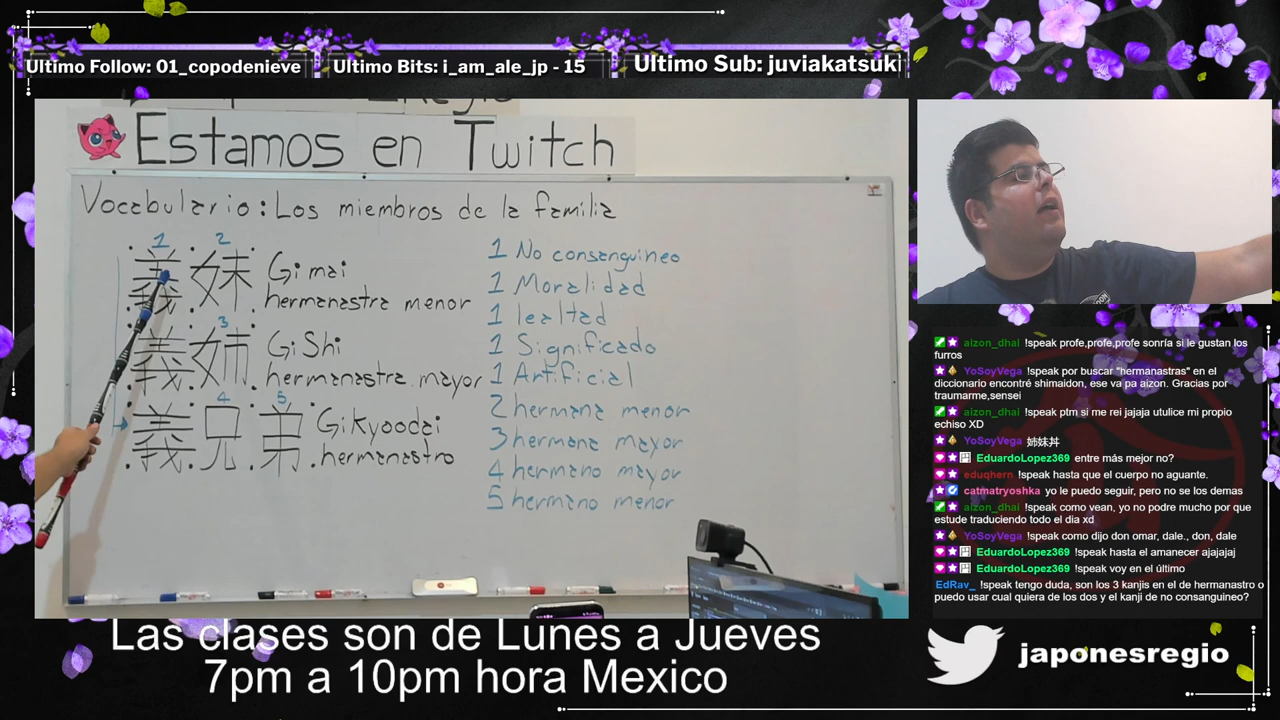 Ultimo Follow: 01_copodenieve
Ultimo Bits: i_am_ale_jp - 15
Ultimo Sub: juviakatsuki
Estamos en Twitch
Vocabulario: Los miembros de la familia
1 2
義妹 Gi mai
hermanastra menor
3
義姉 GiShi
hermanastra mayor
4 5
義兄弟 Gikyoodai
hermanastro
1 No consanguineo
1 Moralidad
1 lealtad
1 Significado
1 Artificial
2 hermana menor
3 hermana mayor
4 hermano mayor
5 hermano menor
aizon_dhal !speak profe,profe,profe sonría si le gustan los
furros
YoSoyVega !speak por buscar "hermanastras" en el
diccionario encontré shimaidon, ese va pa aizon. Gracias por
traumarme,sensei
aizon_dhal !speak ptm si me rei jajaja utulice mi propio
echiso XD
YoSoyVega 姉妹丼
EduardoLopez369 entre más mejor no?
eduqhern !speak hasta que el cuerpo no aguante.
catmatryoshka yo le puedo seguir, pero no se los demas
aizon_dhal !speak como vean, yo no podre mucho por que
estude traduciendo todo el dia xd
YoSoyVega !speak como dijo don omar, dale., don, dale
EduardoLopez369 !speak hasta el amanecer ajajajaj
EduardoLopez369 !speak voy en el último
EdRav_ !speak tengo duda, son los 3 kanjis en el de hermanastro o
puedo usar cual quiera de los dos y el kanji de no consanguineo?
Las clases son de Lunes a Jueves
7pm a 10pm hora Mexico
japonesregio